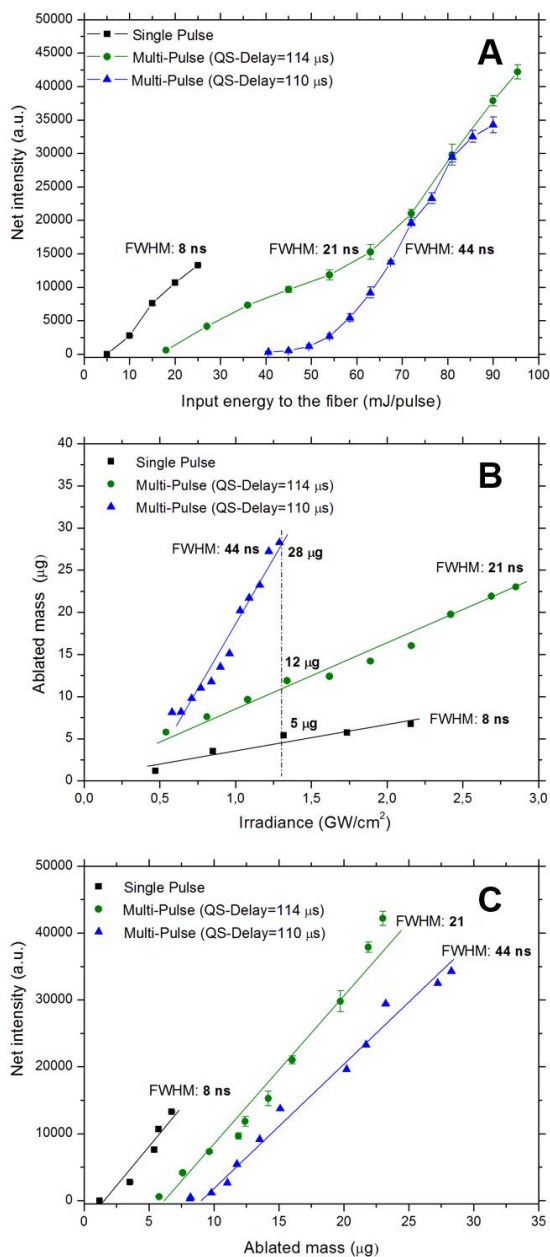 A
Single Pulse
Multi-Pulse (QS-Delay=114 μs)
Multi-Pulse (QS-Delay=110 μs)
FWHM: 8 ns
FWHM: 21 ns
FWHM: 44 ns
Net intensity (a.u.)
50000
45000
40000
35000
30000
25000
20000
15000
10000
5000
0
0 10 20 30 40 50 60 70 80 90 100
Input energy to the fiber (mJ/pulse)
B
Single Pulse
Multi-Pulse (QS-Delay=114 μs)
Multi-Pulse (QS-Delay=110 μs)
FWHM: 44 ns
28 μg
FWHM: 21 ns
12 μg
5 μg
FWHM: 8 ns
Ablated mass (μg)
40
35
30
25
20
15
10
5
0
0,0 0,5 1,0 1,5 2,0 2,5 3,0
Irradiance (GW/cm²)
C
Single Pulse
Multi-Pulse (QS-Delay=114 μs)
Multi-Pulse (QS-Delay=110 μs)
FWHM: 21
FWHM: 44 ns
FWHM: 8 ns
Net intensity (a.u.)
50000
40000
30000
20000
10000
0
0 5 10 15 20 25 30 35
Ablated mass (μg)